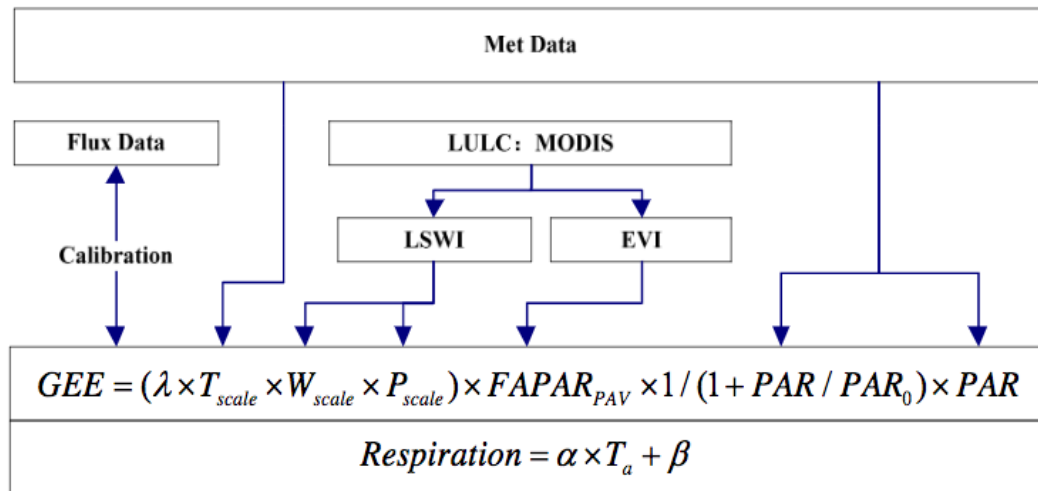 Met Data
Flux Data
LULC：MODIS
LSWI
EVI
Calibration
GEE = (λ × T_scale × W_scale × P_scale) × FAPAR_PAV × 1 / (1 + PAR / PAR_0) × PAR
Respiration = α × T_a + β